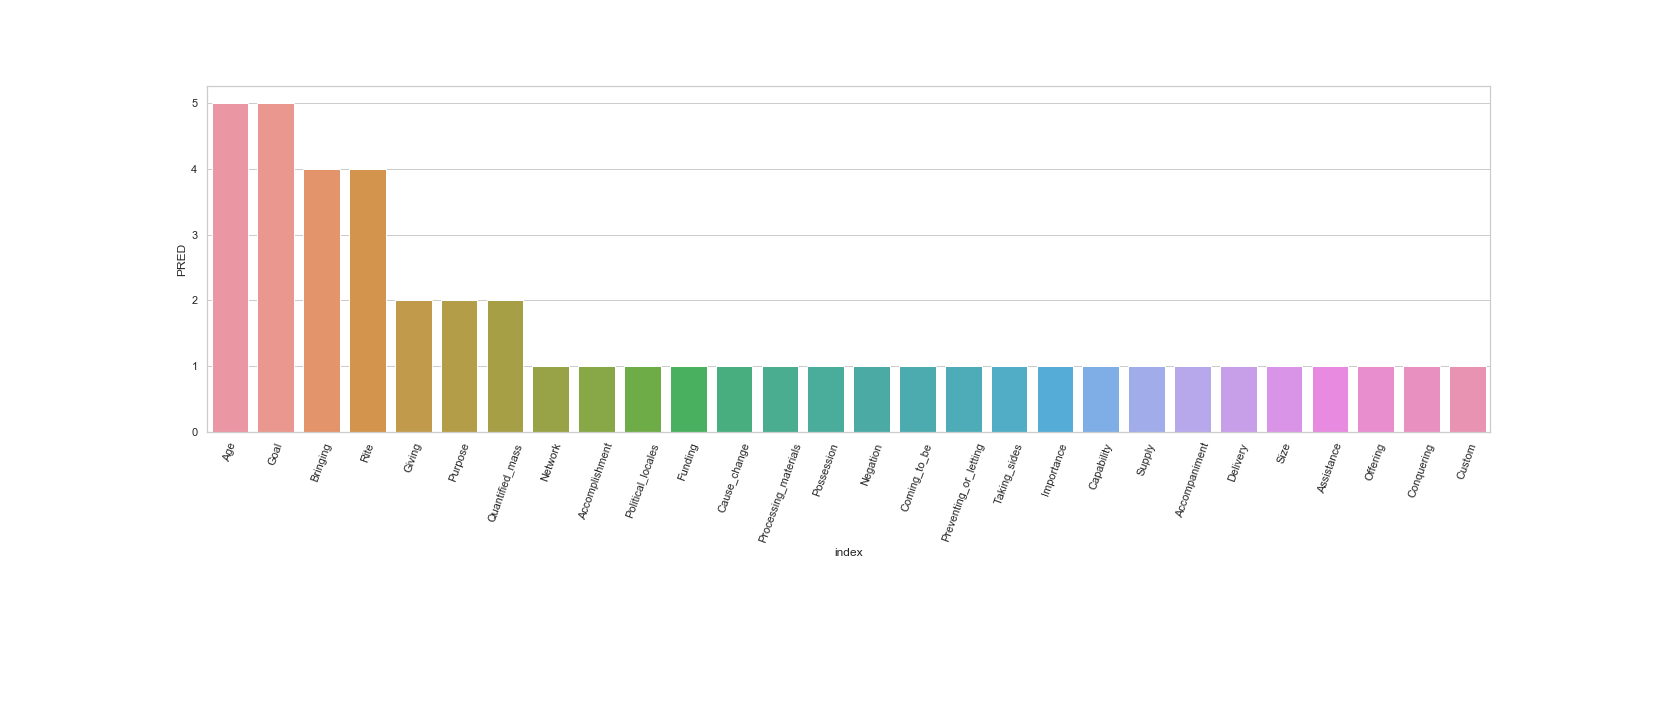 5
4
3
2
1
0
PRED
Age
Goal
Bringing
Rite
Giving
Purpose
Quantified_mass
Network
Accomplishment
Political_locales
Funding
Cause_change
Processing_materials
Possession
Negation
Coming_to_be
Preventing_or_letting
Taking_sides
Importance
Capability
Supply
Accompaniment
Delivery
Size
Assistance
Offering
Conquering
Custom
index